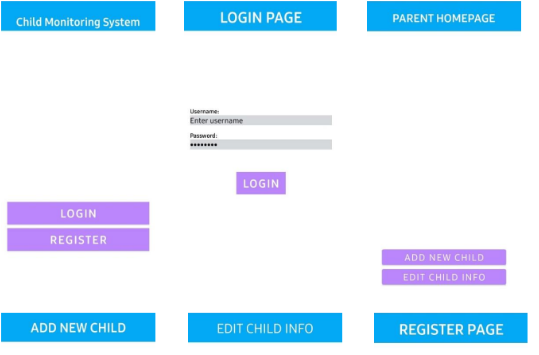 Child Monitoring System
LOGIN
REGISTER
LOGIN PAGE
Username:
Enter username
Password:
••••••••
LOGIN
PARENT HOMEPAGE
ADD NEW CHILD
EDIT CHILD INFO
ADD NEW CHILD
EDIT CHILD INFO
REGISTER PAGE